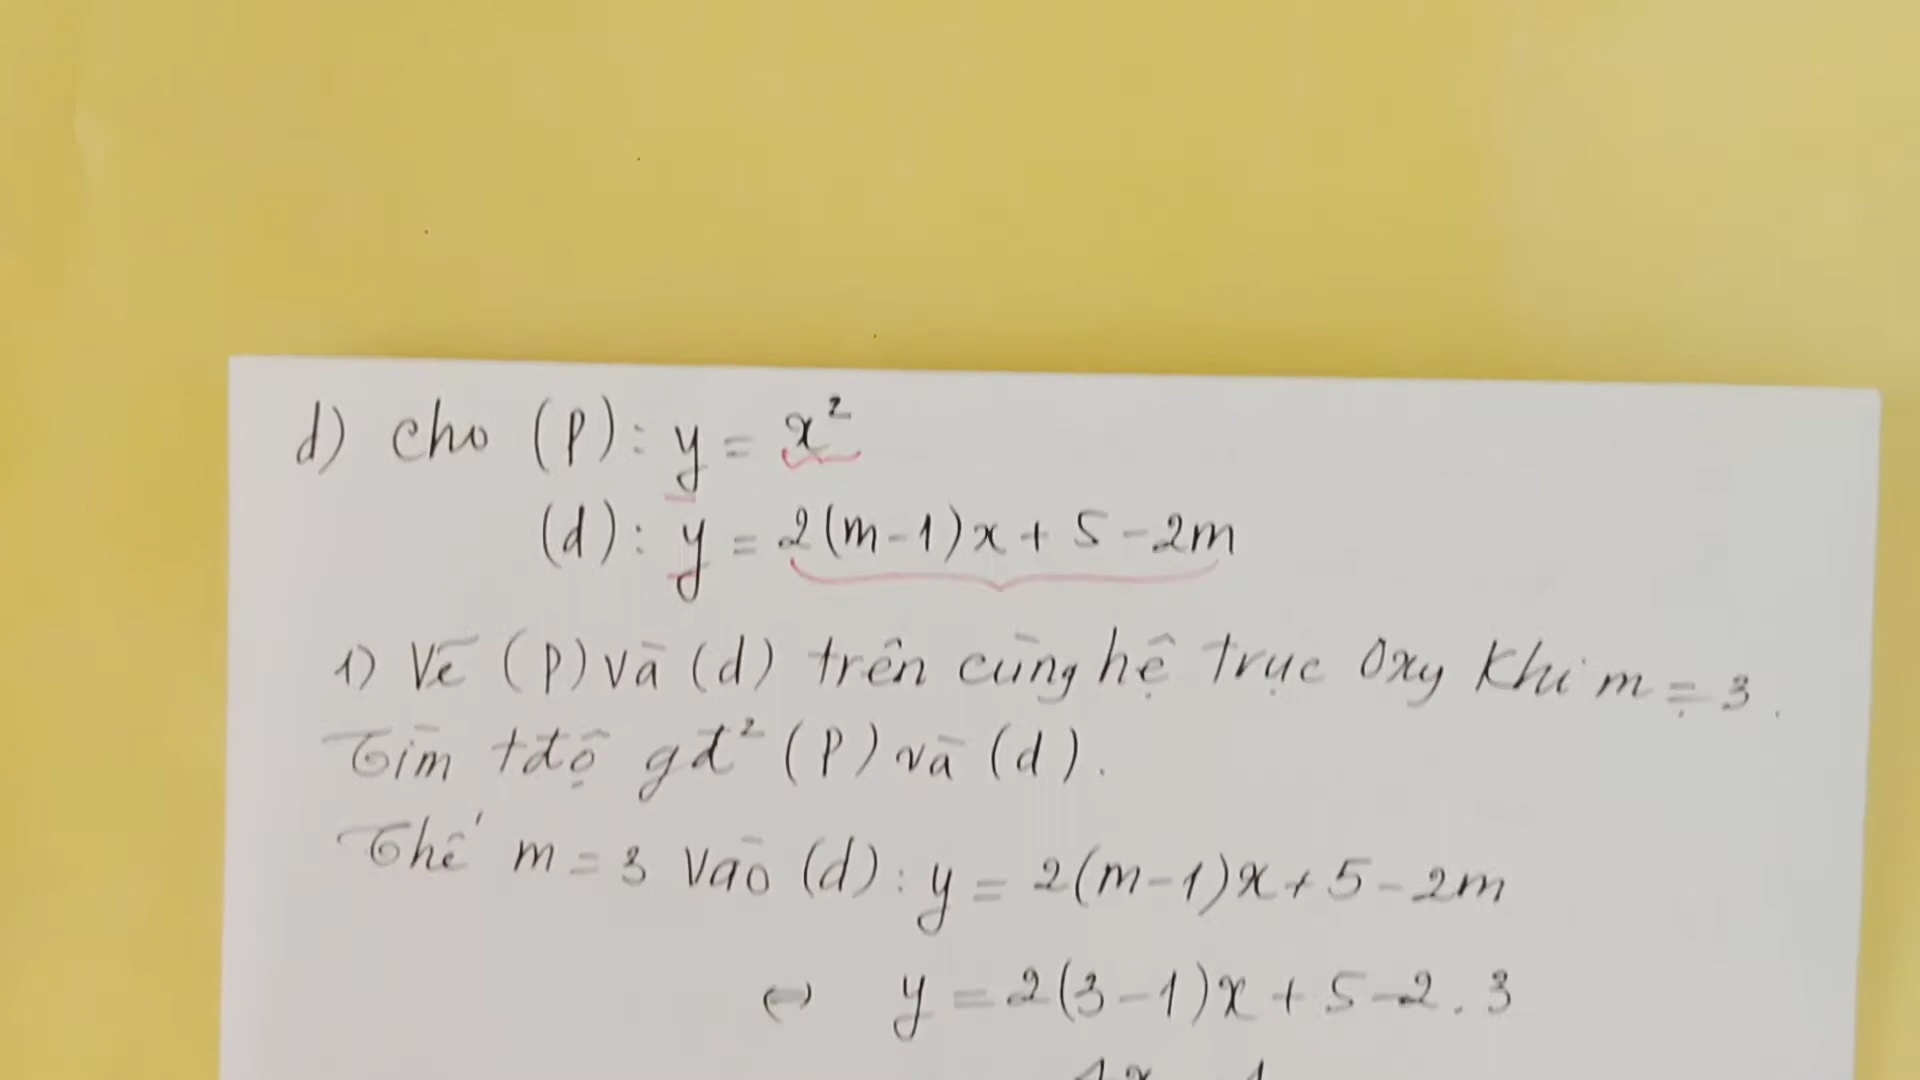 d) cho (P): y = x²
(d): y = 2(m-1)x + 5 - 2m
1) Vẽ (P) và (d) trên cùng hệ trục Oxy Khi m = 3.
Tìm tđộ gđ² (P) và (d).
Thế m = 3 vào (d): y = 2(m-1)x + 5 - 2m
⇔ y = 2(3-1)x + 5 - 2.3